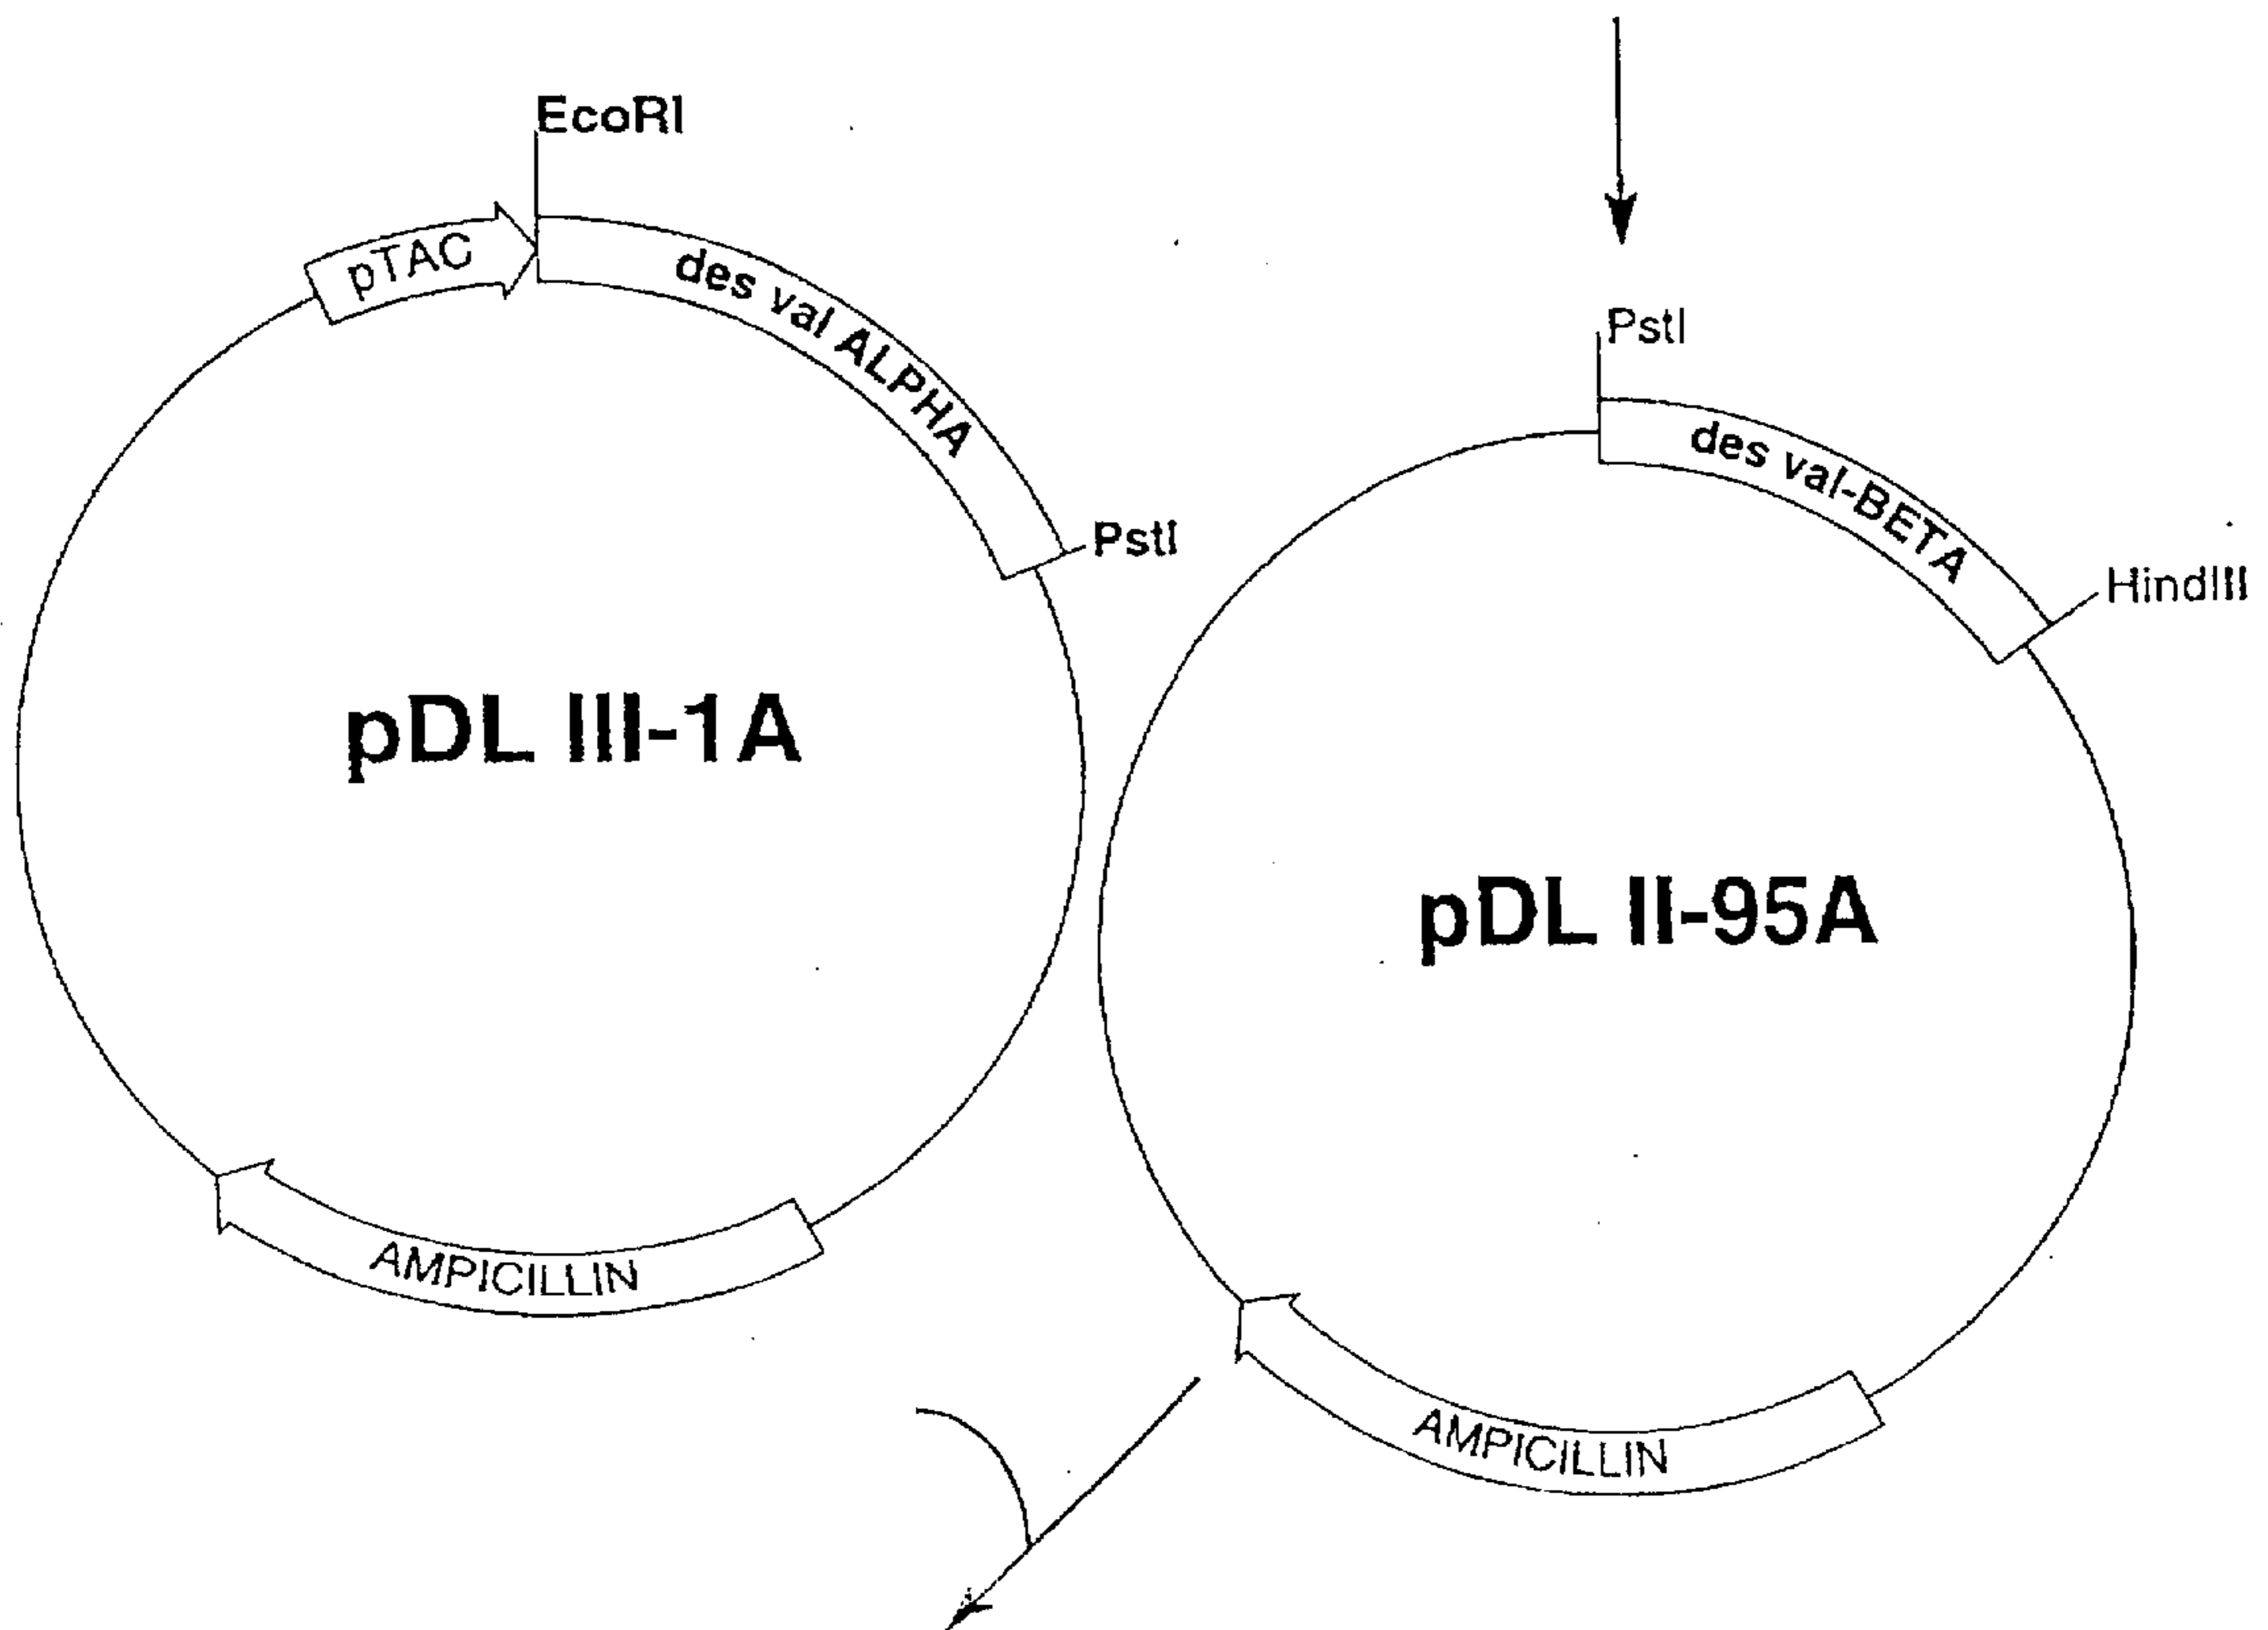 EcoRI
pTAC
des val ALPHA
PstI
pDL III-1A
AMPICILLIN
PstI
des val-BETA
HindIII
pDL II-95A
AMPICILLIN